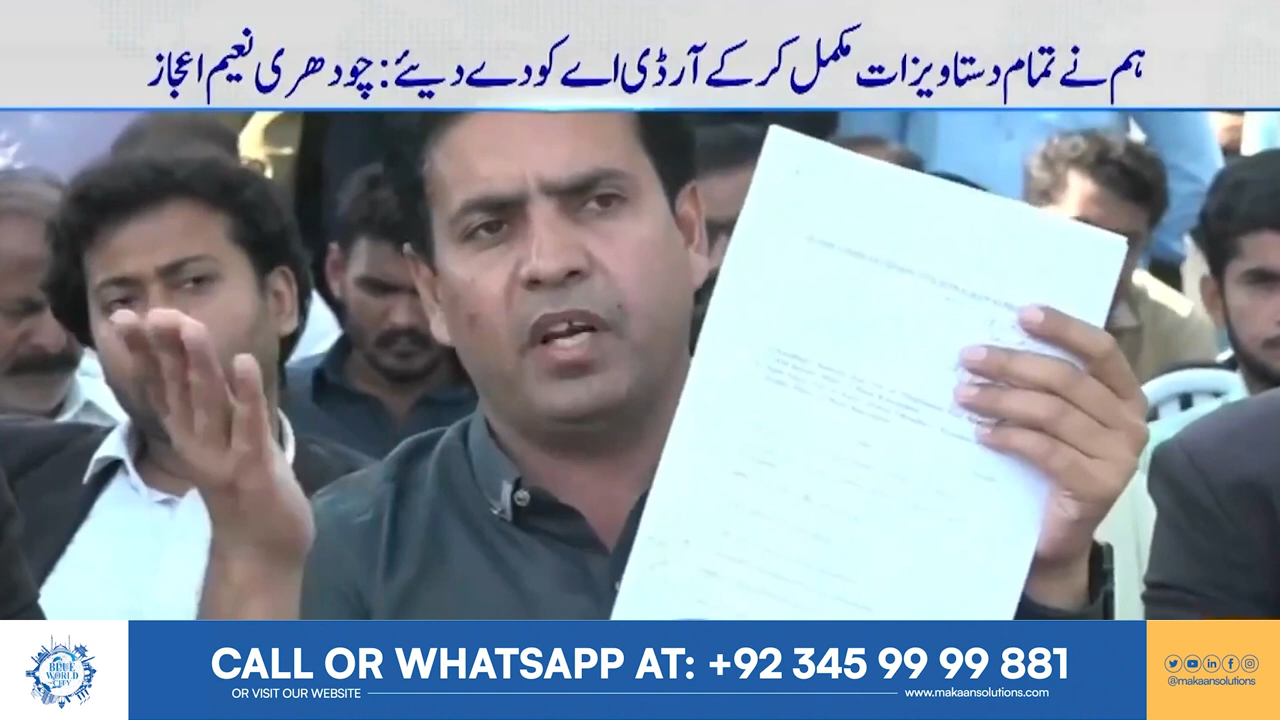 ہم نے تمام دستاویزات مکمل کر کے آر ڈی اے کو دے دیئے: چودھری نعیم اعجاز
BLUE
WORLD
CITY
CALL OR WHATSAPP AT: +92 345 99 99 881
OR VISIT OUR WEBSITE
www.makaansolutions.com
@makaansolutions